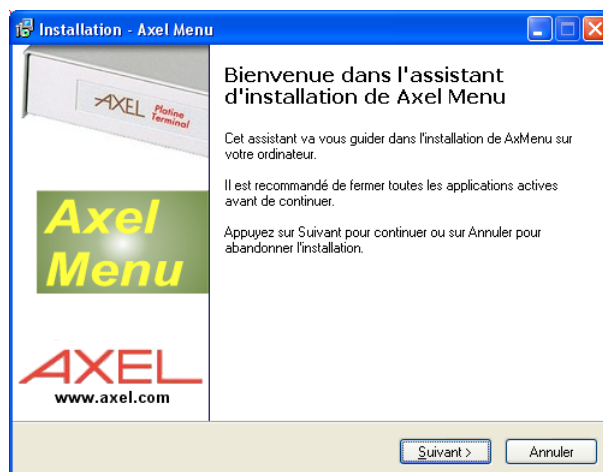 Installation - Axel Menu
AXEL Platine
Terminal
Bienvenue dans l'assistant
d'installation de Axel Menu
Cet assistant va vous guider dans l'installation de AxMenu sur
votre ordinateur.
Il est recommandé de fermer toutes les applications actives
avant de continuer.
Appuyez sur Suivant pour continuer ou sur Annuler pour
abandonner l'installation.
Axel
Menu
AXEL
www.axel.com
Suivant >
Annuler